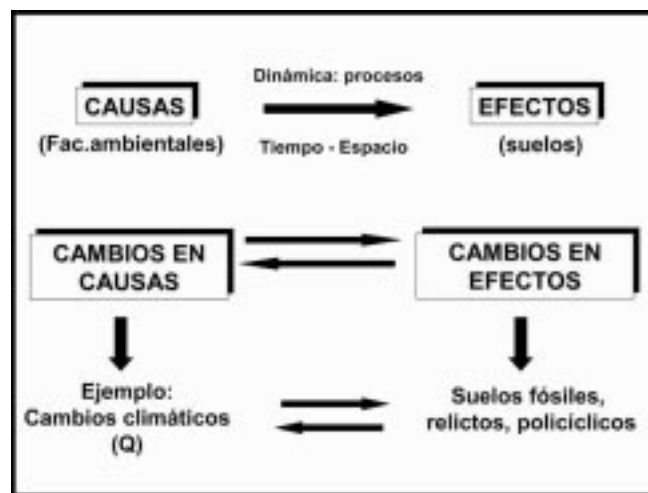 Dinámica: procesos
CAUSAS
EFECTOS
(Fac.ambientales)
Tiempo - Espacio
(suelos)
CAMBIOS EN
CAUSAS
CAMBIOS EN
EFECTOS
Ejemplo:
Cambios climáticos
(Q)
Suelos fósiles,
relictos, policíclicos